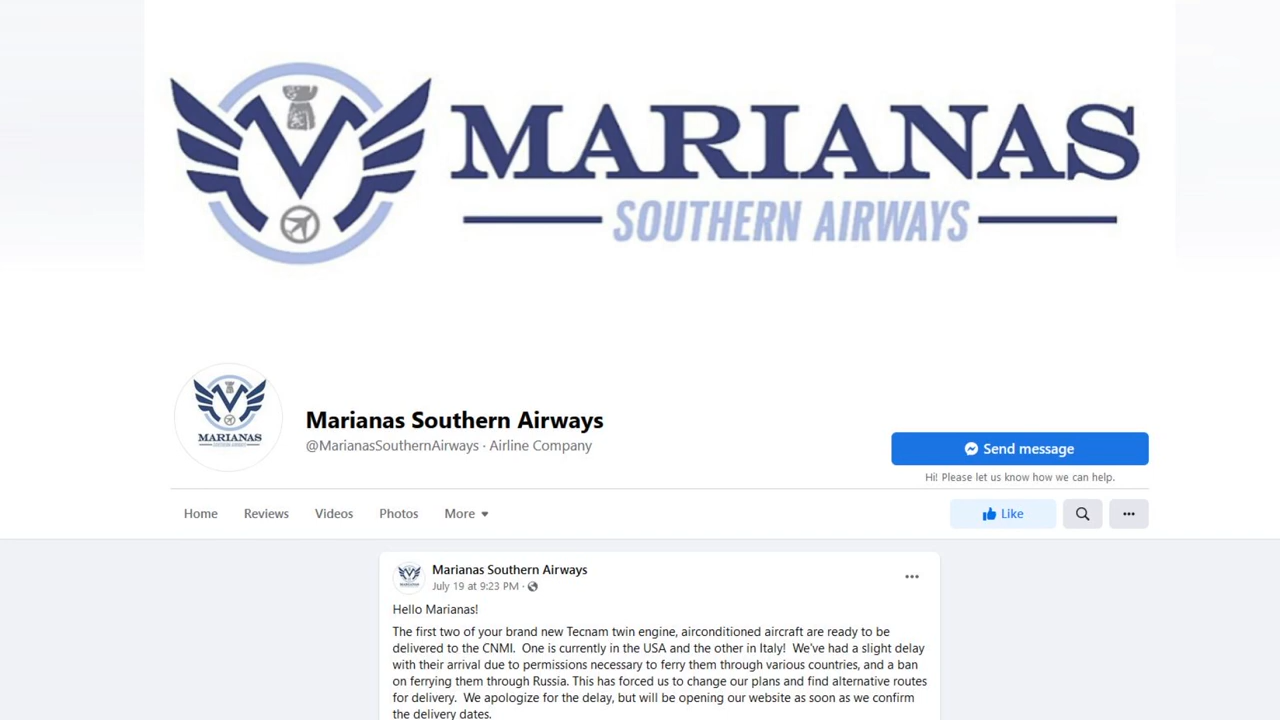 MARIANAS
SOUTHERN AIRWAYS
MARIANAS
Marianas Southern Airways
@MarianasSouthernAirways · Airline Company
Send message
Hi! Please let us know how we can help.
Home Reviews Videos Photos More
Like
Marianas Southern Airways
July 19 at 9:23 PM ·
Hello Marianas!
The first two of your brand new Tecnam twin engine, airconditioned aircraft are ready to be
delivered to the CNMI.  One is currently in the USA and the other in Italy!  We've had a slight delay
with their arrival due to permissions necessary to ferry them through various countries, and a ban
on ferrying them through Russia. This has forced us to change our plans and find alternative routes
for delivery.  We apologize for the delay, but will be opening our website as soon as we confirm
the delivery dates.